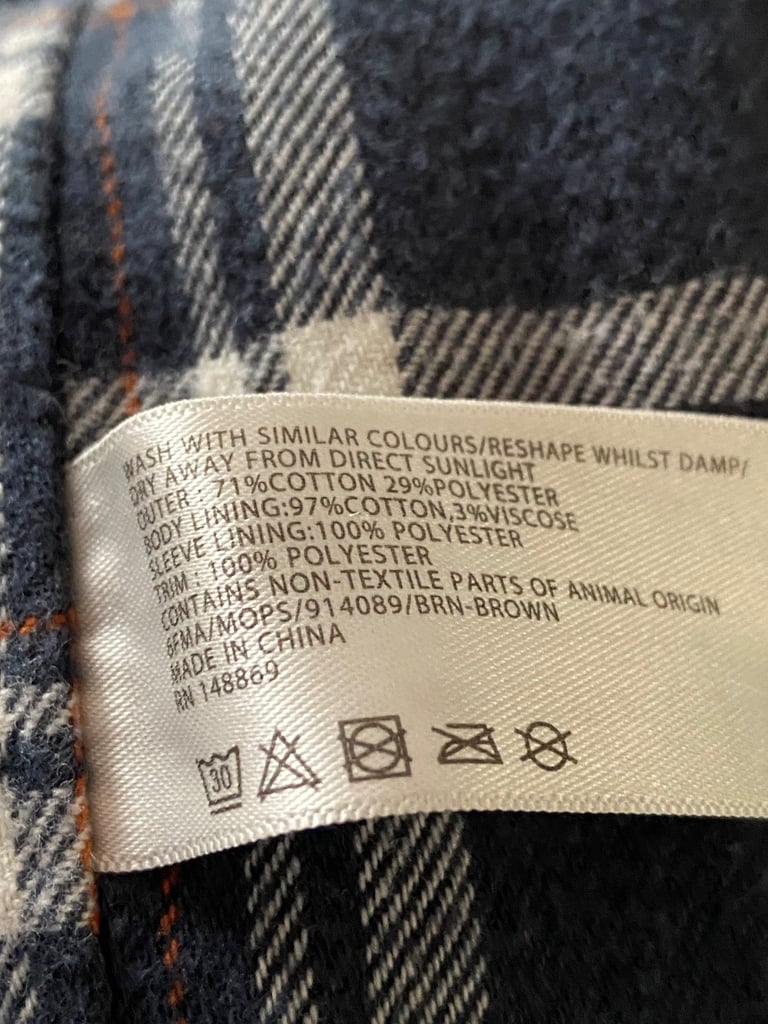 WASH WITH SIMILAR COLOURS/RESHAPE WHILST DAMP/
DRY AWAY FROM DIRECT SUNLIGHT
OUTER : 71%COTTON 29%POLYESTER
BODY LINING:97%COTTON,3%VISCOSE
SLEEVE LINING:100% POLYESTER
TRIM : 100% POLYESTER
CONTAINS NON-TEXTILE PARTS OF ANIMAL ORIGIN
6FMA/MOPS/914089/BRN-BROWN
MADE IN CHINA
RN 148869
30